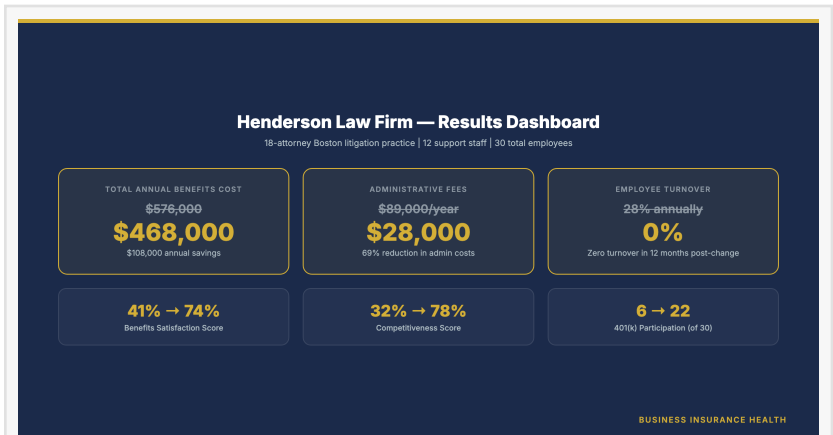 Henderson Law Firm — Results Dashboard
18-attorney Boston litigation practice | 12 support staff | 30 total employees
TOTAL ANNUAL BENEFITS COST
$576,000
$468,000
$108,000 annual savings
ADMINISTRATIVE FEES
$89,000/year
$28,000
69% reduction in admin costs
EMPLOYEE TURNOVER
28% annually
0%
Zero turnover in 12 months post-change
41% → 74%
Benefits Satisfaction Score
32% → 78%
Competitiveness Score
6 → 22
401(k) Participation (of 30)
BUSINESS INSURANCE HEALTH